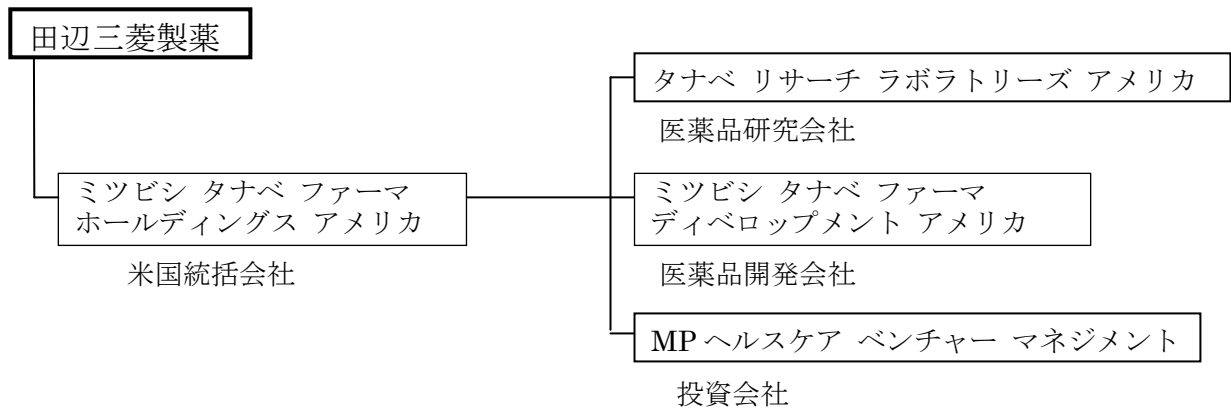 田辺三菱製薬
タナベ リサーチ ラボラトリーズ アメリカ
医薬品研究会社
ミツビシ タナベ ファーマ
ホールディングス アメリカ
米国統括会社
ミツビシ タナベ ファーマ
ディベロップメント アメリカ
医薬品開発会社
MP ヘルスケア ベンチャー マネジメント
投資会社